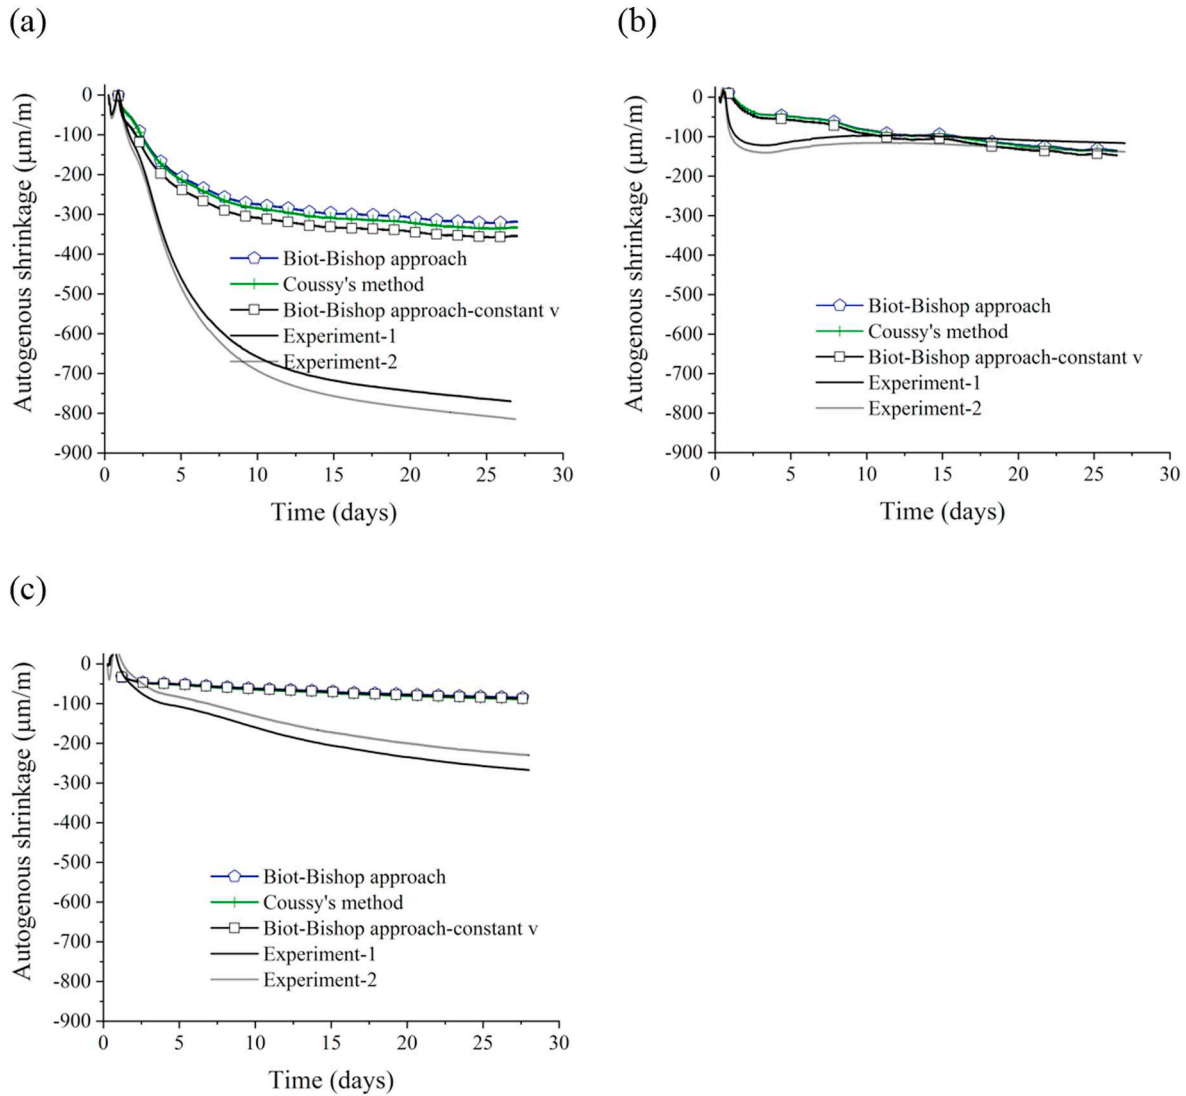 (a)
0
-100
-200
-300
-400
-500
-600
-700
-800
-900
Autogenous shrinkage (μm/m)
Biot-Bishop approach
Coussy's method
Biot-Bishop approach-constant v
Experiment-1
Experiment-2
0 5 10 15 20 25 30
Time (days)
(b)
0
-100
-200
-300
-400
-500
-600
-700
-800
-900
Autogenous shrinkage (μm/m)
Biot-Bishop approach
Coussy's method
Biot-Bishop approach-constant v
Experiment-1
Experiment-2
0 5 10 15 20 25 30
Time (days)
(c)
0
-100
-200
-300
-400
-500
-600
-700
-800
-900
Autogenous shrinkage (μm/m)
Biot-Bishop approach
Coussy's method
Biot-Bishop approach-constant v
Experiment-1
Experiment-2
0 5 10 15 20 25 30
Time (days)